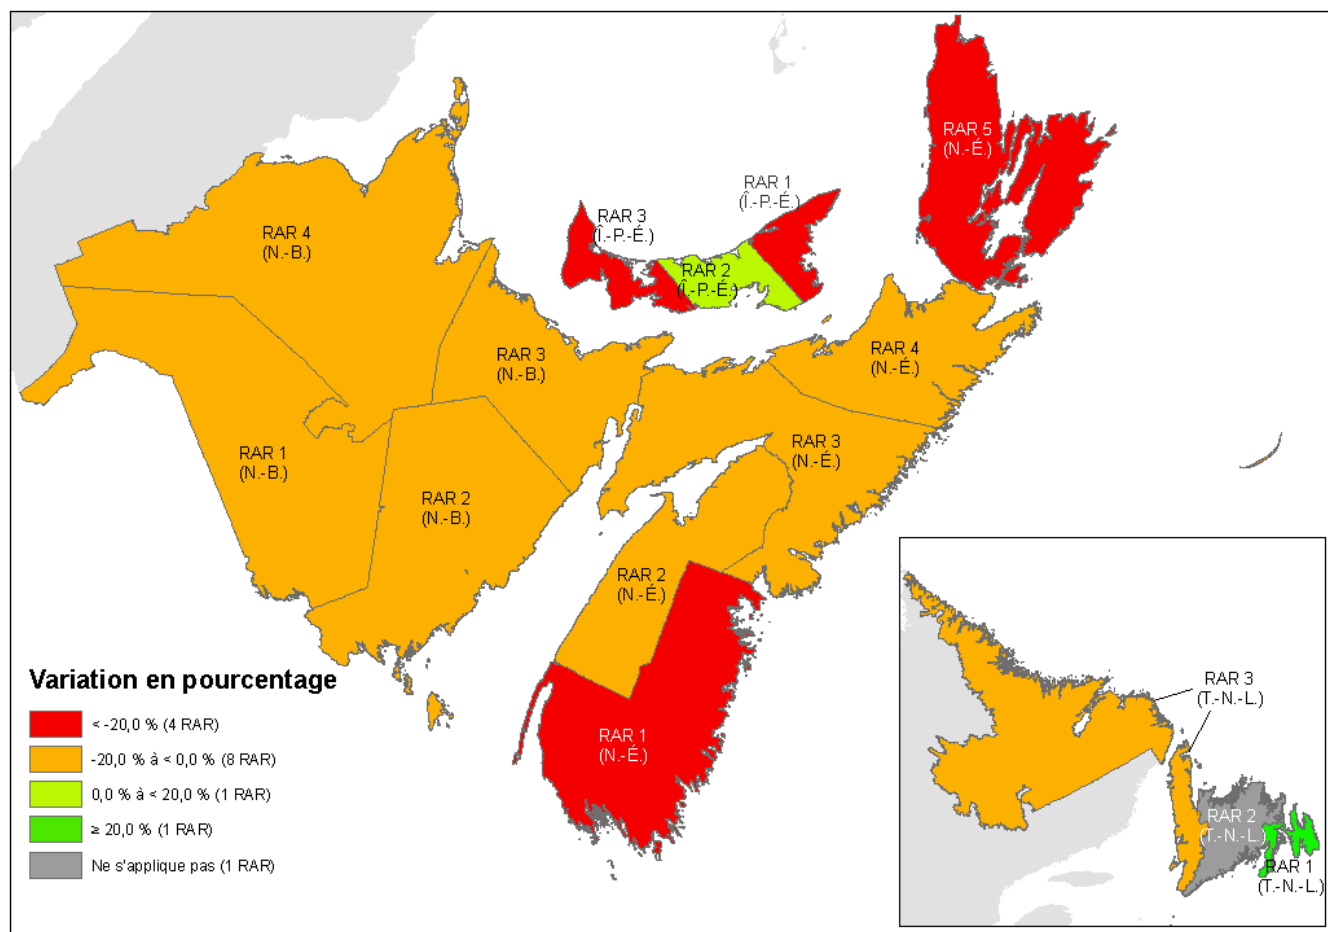 RAR 5
(N.-É.)
RAR 1
(Î.-P.-É.)
RAR 3
(Î.-P.-É.)
RAR 4
(N.-B.)
RAR 2
(Î.-P.-É.)
RAR 3
(N.-B.)
RAR 4
(N.-É.)
RAR 3
(N.-É.)
RAR 1
(N.-B.)
RAR 2
(N.-B.)
RAR 2
(N.-É.)
RAR 1
(N.-É.)
Variation en pourcentage
< -20,0 % (4 RAR)
-20,0 % à < 0,0 % (8 RAR)
0,0 % à < 20,0 % (1 RAR)
≥ 20,0 % (1 RAR)
Ne s'applique pas (1 RAR)
RAR 3
(T.-N.-L.)
RAR 2
(T.-N.-L.)
RAR 1
(T.-N.-L.)